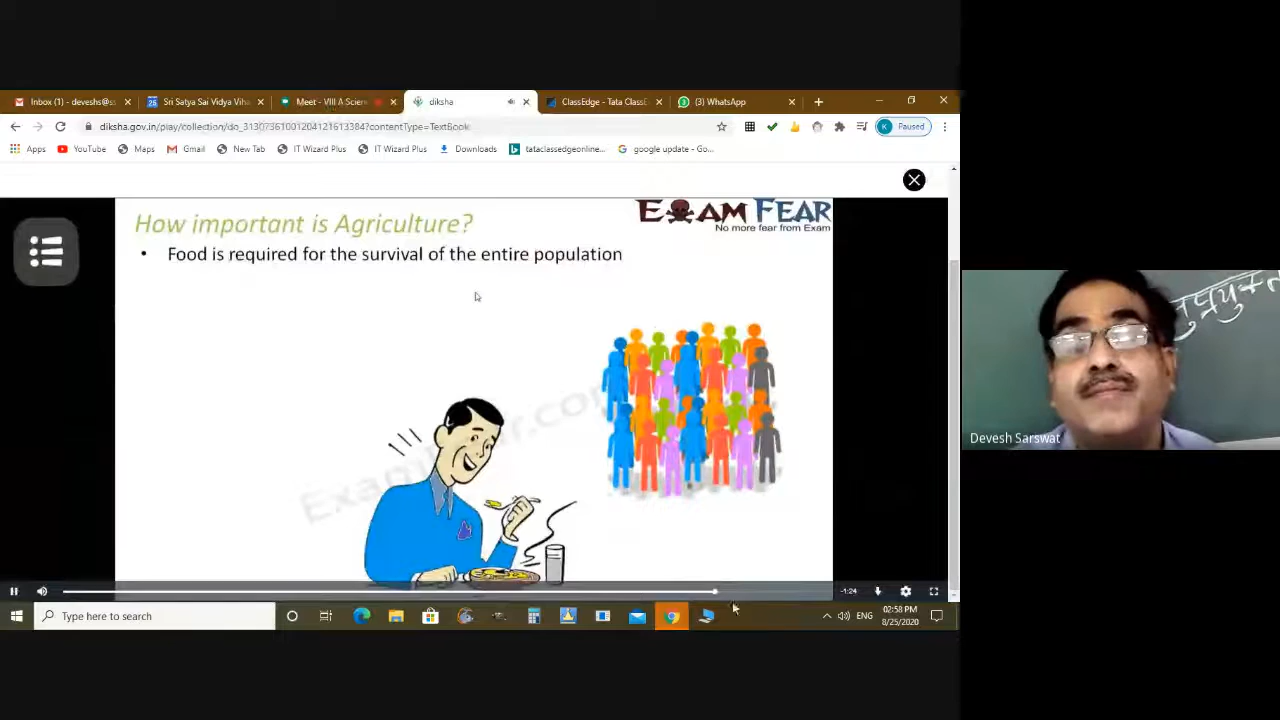 Inbox (1) - deveshs@s
Sri Satya Sai Vidya Viha
Meet - VIII A Scien
diksha
ClassEdge - Tata ClassE
(3) WhatsApp
diksha.gov.in/play/collection/do_31307361001204121613384?contentType=TextBook
K Paused
Apps
YouTube
Maps
Gmail
New Tab
IT Wizard Plus
IT Wizard Plus
Downloads
tataclassedgeonline...
google update - Go...
How important is Agriculture?
EXAM FEAR
No more fear from Exam
• Food is required for the survival of the entire population
Examfear.com
Devesh Sarswat
-1:24
Type here to search
ENG
02:58 PM
8/25/2020